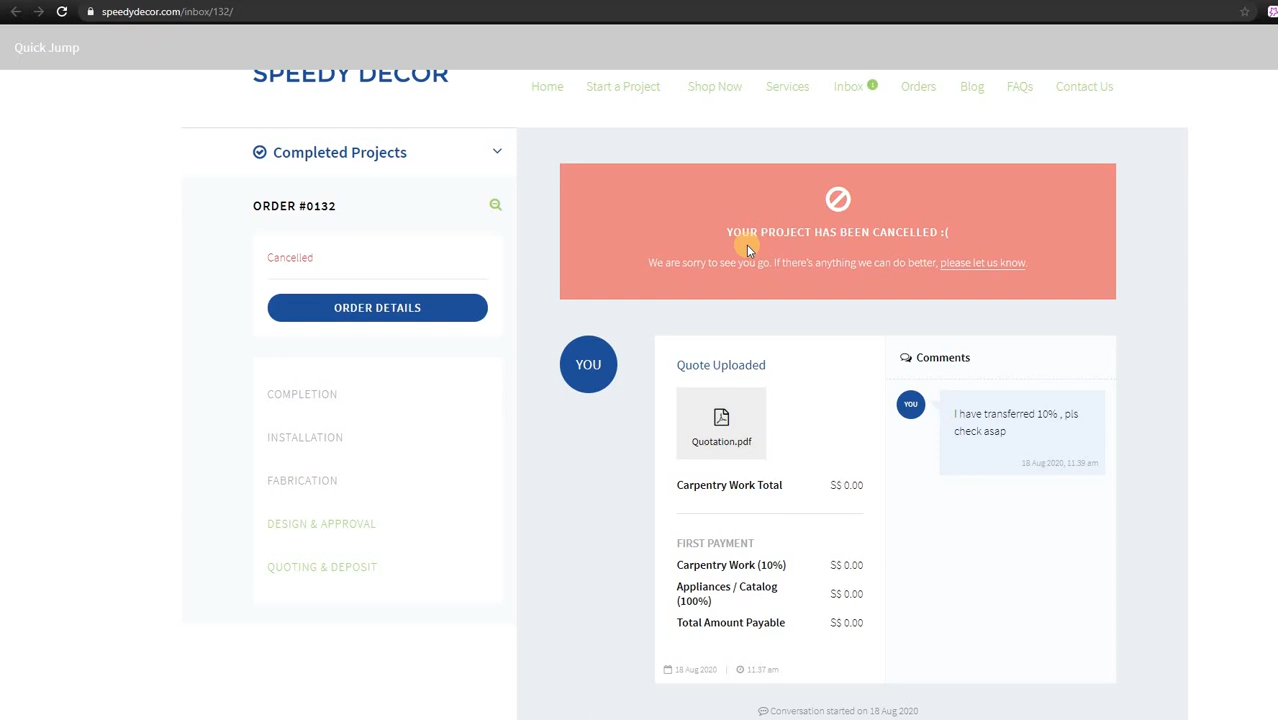 speedydecor.com/inbox/132/
Quick Jump
SPEEDY DECOR
Home Start a Project Shop Now Services Inbox 1 Orders Blog FAQs Contact Us
Completed Projects
ORDER #0132
Cancelled
ORDER DETAILS
COMPLETION
INSTALLATION
FABRICATION
DESIGN & APPROVAL
QUOTING & DEPOSIT
YOUR PROJECT HAS BEEN CANCELLED :(
We are sorry to see you go. If there's anything we can do better, please let us know.
YOU
Quote Uploaded
Quotation.pdf
Carpentry Work Total S$ 0.00
FIRST PAYMENT
Carpentry Work (10%) S$ 0.00
Appliances / Catalog
(100%) S$ 0.00
Total Amount Payable S$ 0.00
18 Aug 2020 | 11:37 am
Comments
YOU
I have transferred 10% , pls
check asap
18 Aug 2020, 11:39 am
Conversation started on 18 Aug 2020